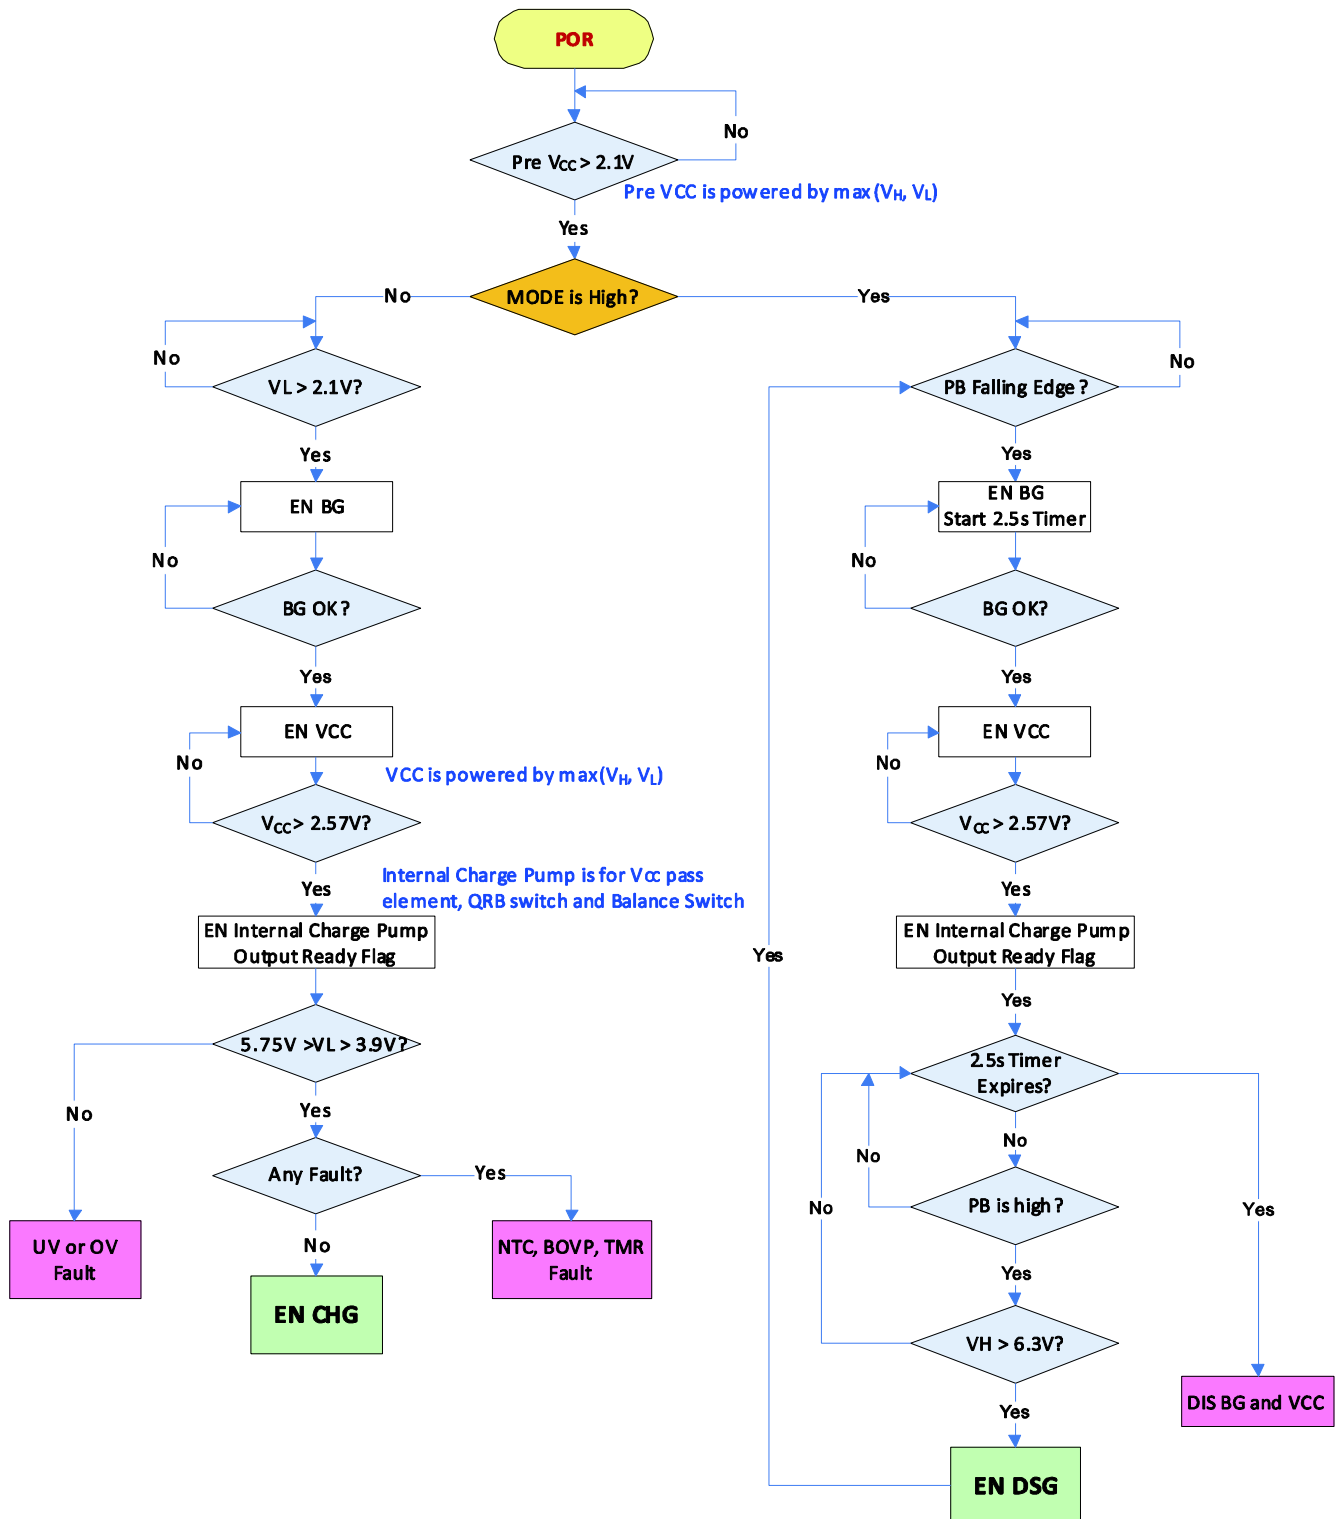 POR
No
Pre VCC > 2.1V
Pre VCC is powered by max (VH, VL)
Yes
MODE is High?
No
Yes
No
VL > 2.1V?
Yes
EN BG
No
BG OK?
Yes
EN VCC
No
VCC is powered by max (VH, VL)
VCC > 2.57V?
Internal Charge Pump is for Vcc pass
element, QRB switch and Balance Switch
Yes
EN Internal Charge Pump
Output Ready Flag
5.75V >VL > 3.9V?
No
Yes
Any Fault?
Yes
UV or OV
Fault
No
NTC, BOVP, TMR
Fault
EN CHG
PB Falling Edge ?
No
Yes
EN BG
Start 2.5s Timer
No
BG OK?
Yes
EN VCC
No
VCC > 2.57V?
Yes
EN Internal Charge Pump
Output Ready Flag
Yes
Yes
2.5s Timer
Expires?
No
No
PB is high ?
No
Yes
Yes
VH > 6.3V?
Yes
DIS BG and VCC
EN DSG